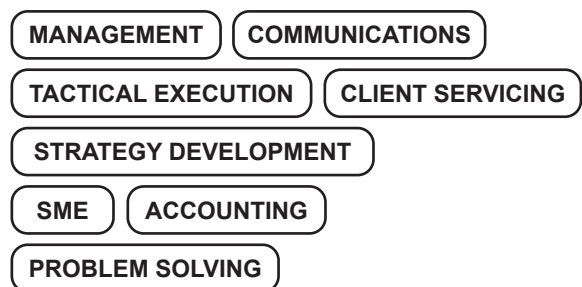 MANAGEMENT COMMUNICATIONS
TACTICAL EXECUTION CLIENT SERVICING
STRATEGY DEVELOPMENT
SME ACCOUNTING
PROBLEM SOLVING